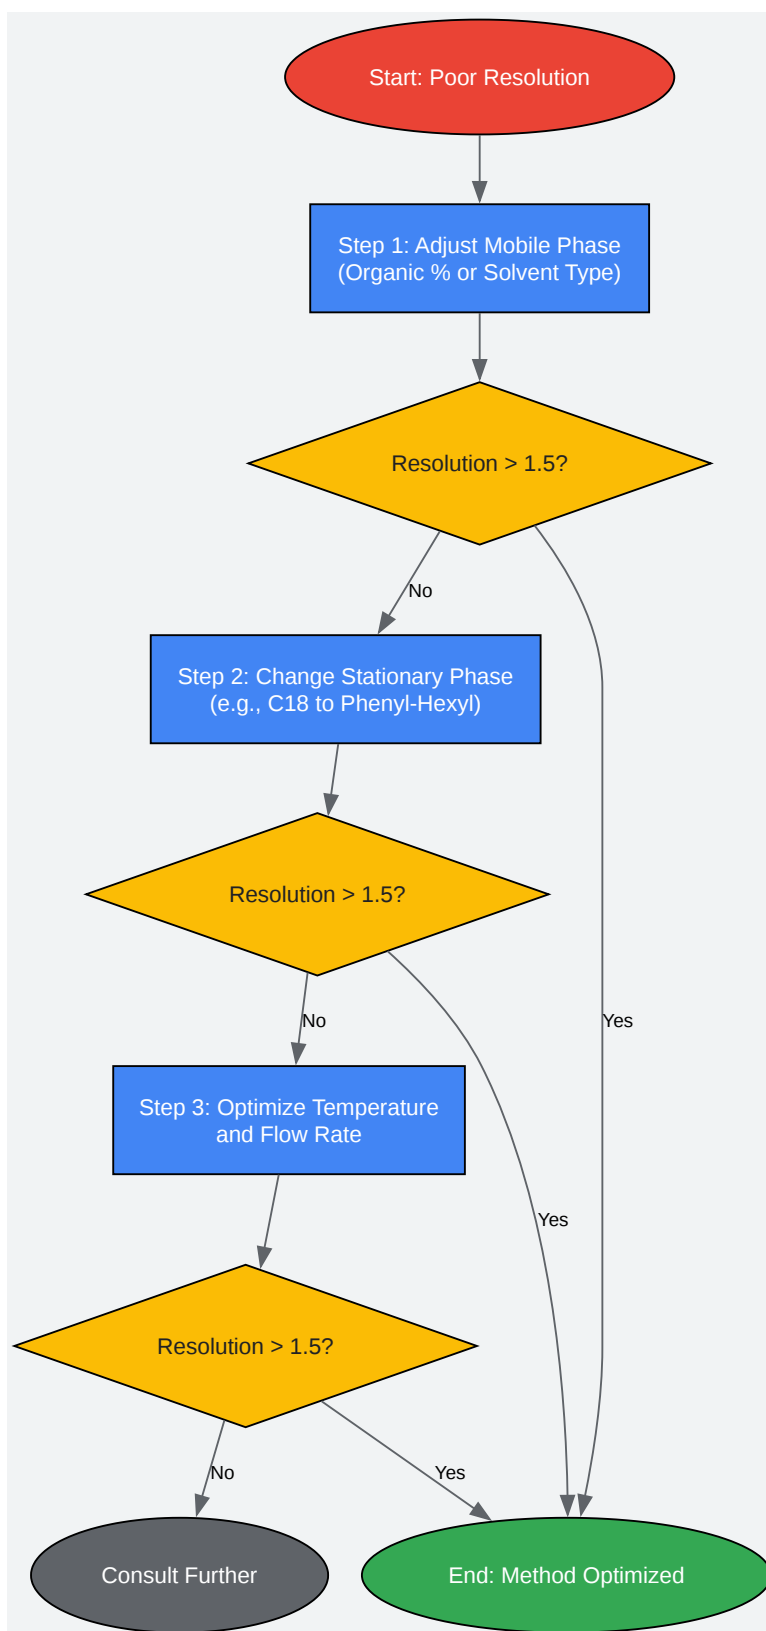 Start: Poor Resolution
Step 1: Adjust Mobile Phase
(Organic % or Solvent Type)
Resolution > 1.5?
No
Step 2: Change Stationary Phase
(e.g., C18 to Phenyl-Hexyl)
Resolution > 1.5?
No
Yes
Step 3: Optimize Temperature
and Flow Rate
Yes
Resolution > 1.5?
No
Yes
Consult Further
End: Method Optimized